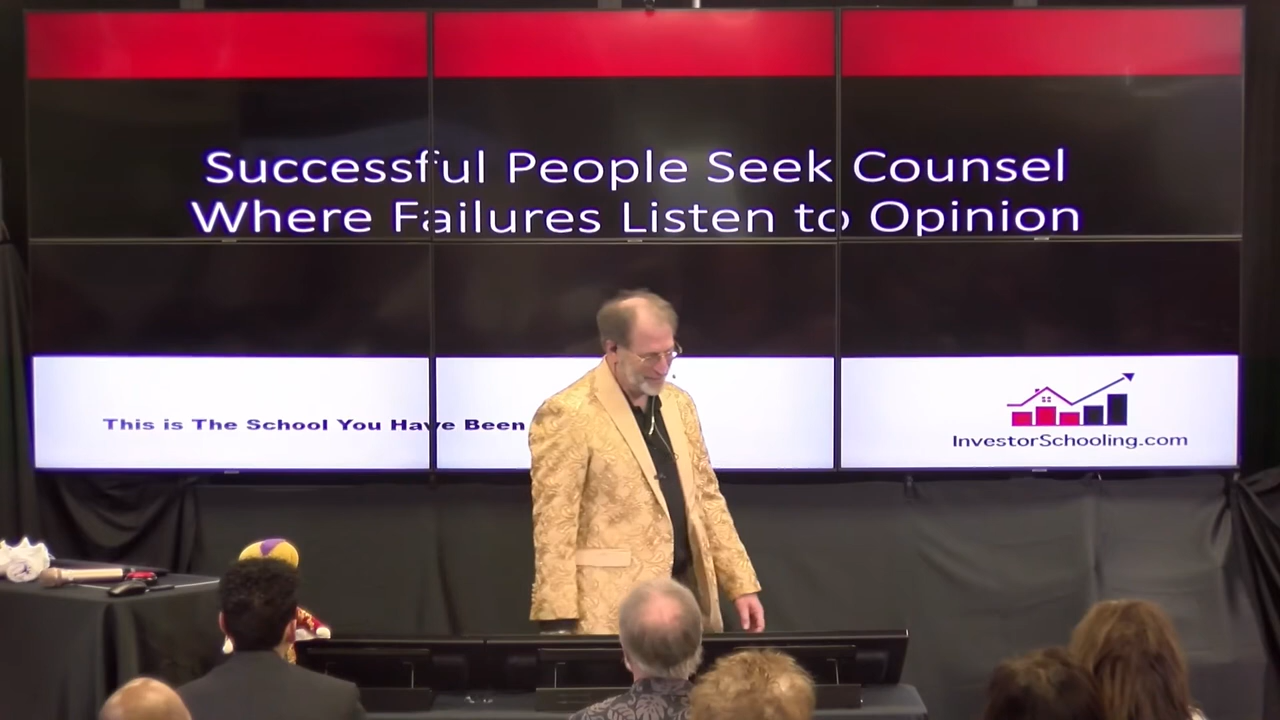 Successful People Seek Counsel
Where Failures Listen to Opinion
This is The School You Have Been
InvestorSchooling.com